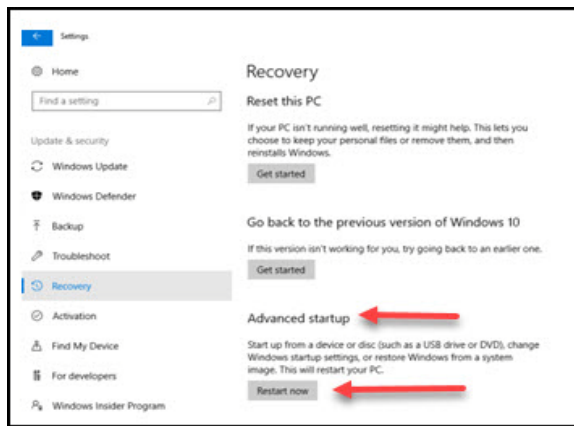 Settings
Home
Find a setting
Update & security
Windows Update
Windows Defender
Backup
Troubleshoot
Recovery
Activation
Find My Device
For developers
Windows Insider Program
Recovery
Reset this PC
If your PC isn't running well, resetting it might help. This lets you
choose to keep your personal files or remove them, and then
reinstalls Windows.
Get started
Go back to the previous version of Windows 10
If this version isn't working for you, try going back to an earlier one.
Get started
Advanced startup
Start up from a device or disc (such as a USB drive or DVD), change
Windows startup settings, or restore Windows from a system
image. This will restart your PC.
Restart now